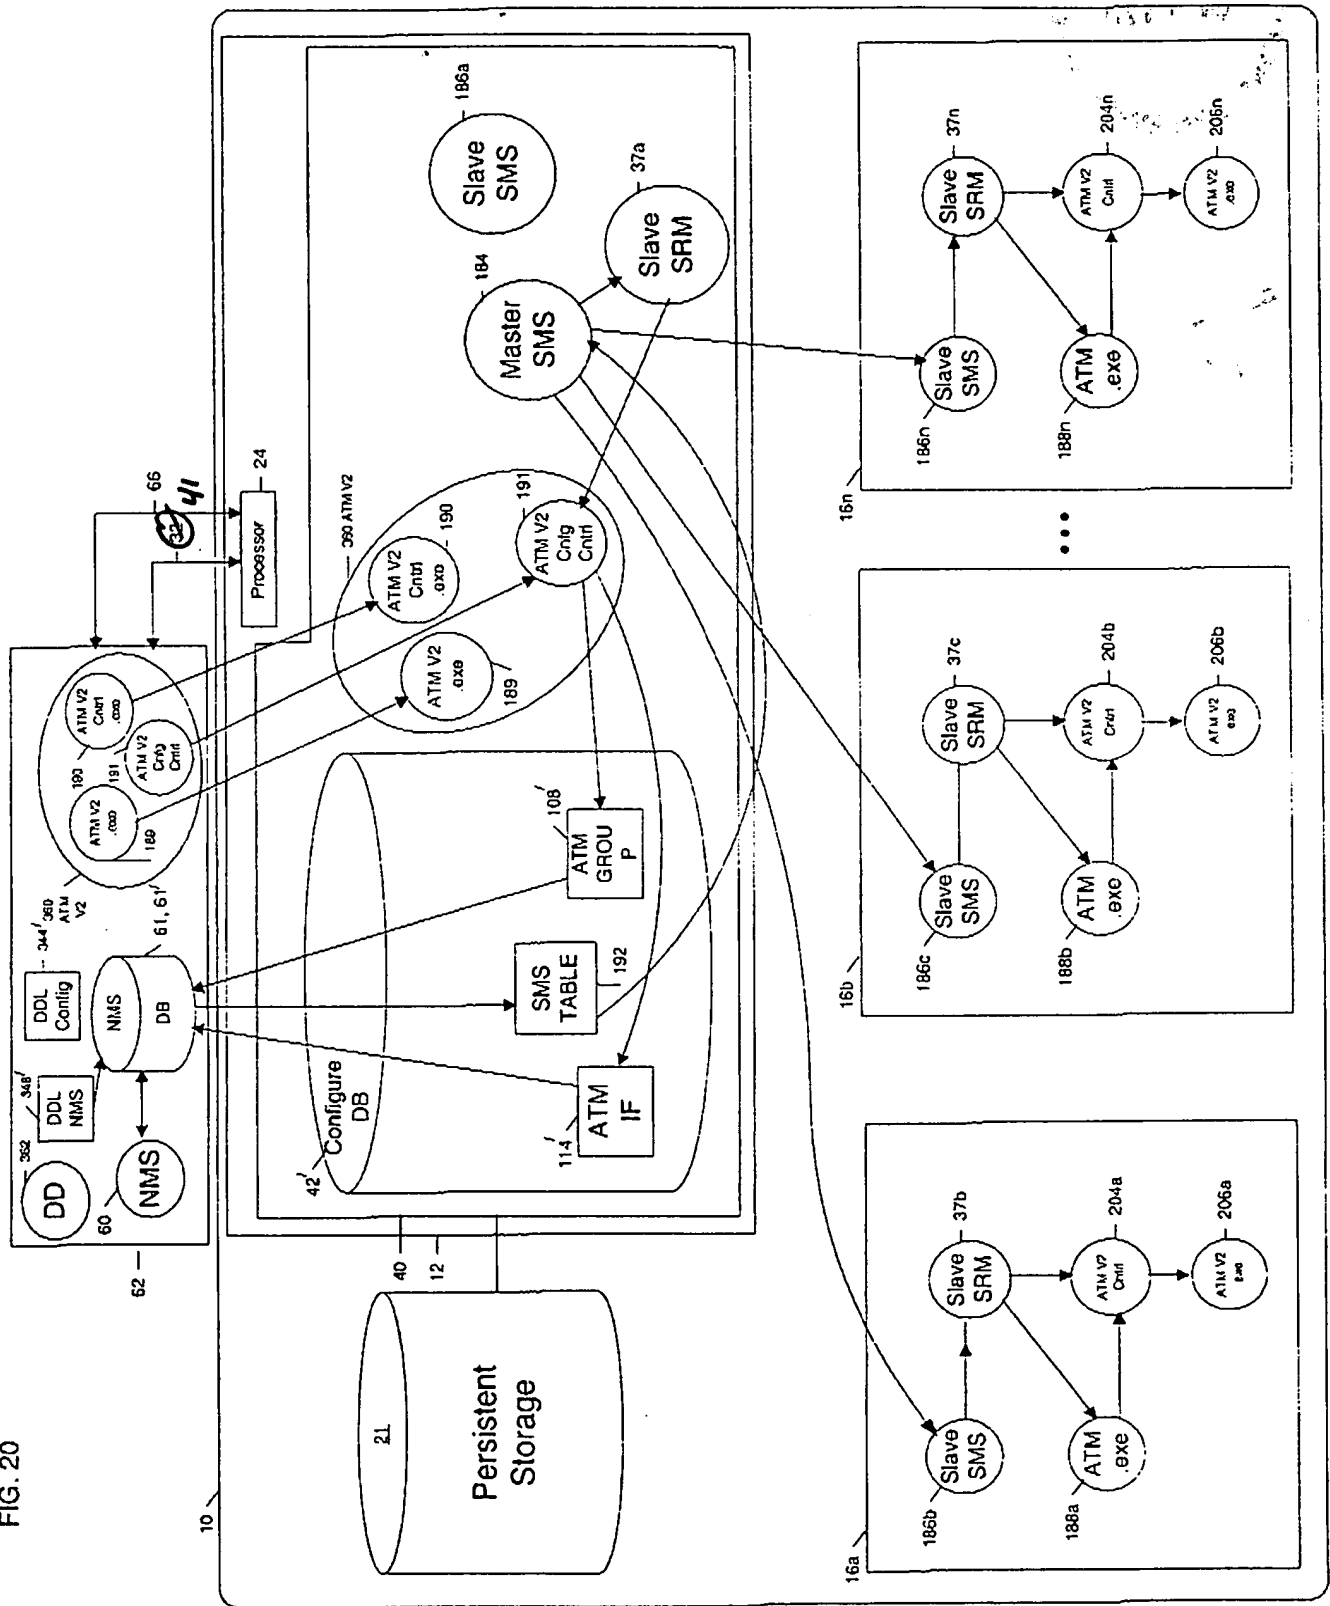 FIG. 20
62
DD
362
NMS
60
DDL
NMS
348'
DDL
Config
344'
NMS
DB
61, 61'
360
ATM
V2
ATM V2
.exe
189
ATM V2
Cnfg
Cntrl
191
ATM V2
Cntrl
.exe
190
66
32
41
Processor
24
10
21
Persistent
Storage
40
12
42'
Configure
DB
ATM
IF
114'
SMS
TABLE
192
ATM
GROU
P
108'
360 ATM V2
ATM V2
.exe
189
ATM V2
Cntrl
.exe
190
ATM V2
Cnfg
Cntrl
191
Master
SMS
184
Slave
SMS
186a
Slave
SRM
37a
16a
Slave
SMS
186b
Slave
SRM
37b
ATM
.exe
188a
ATM V2
Cntrl
204a
ATM V2
.exe
206a
16b
Slave
SMS
186c
Slave
SRM
37c
ATM
.exe
188b
ATM V2
Cntrl
204b
ATM V2
.exe
206b
•••
16n
Slave
SMS
186n
Slave
SRM
37n
ATM
.exe
188n
ATM V2
Cntrl
204n
ATM V2
.exe
206n